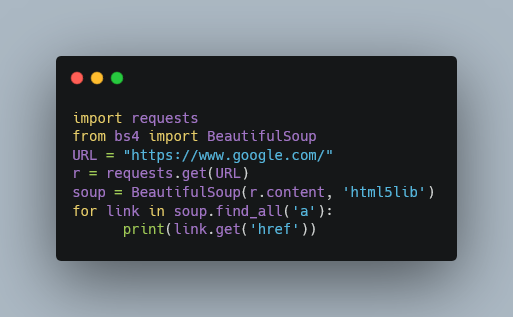 import requests
from bs4 import BeautifulSoup
URL = "https://www.google.com/"
r = requests.get(URL)
soup = BeautifulSoup(r.content, 'html5lib')
for link in soup.find_all('a'):
      print(link.get('href'))